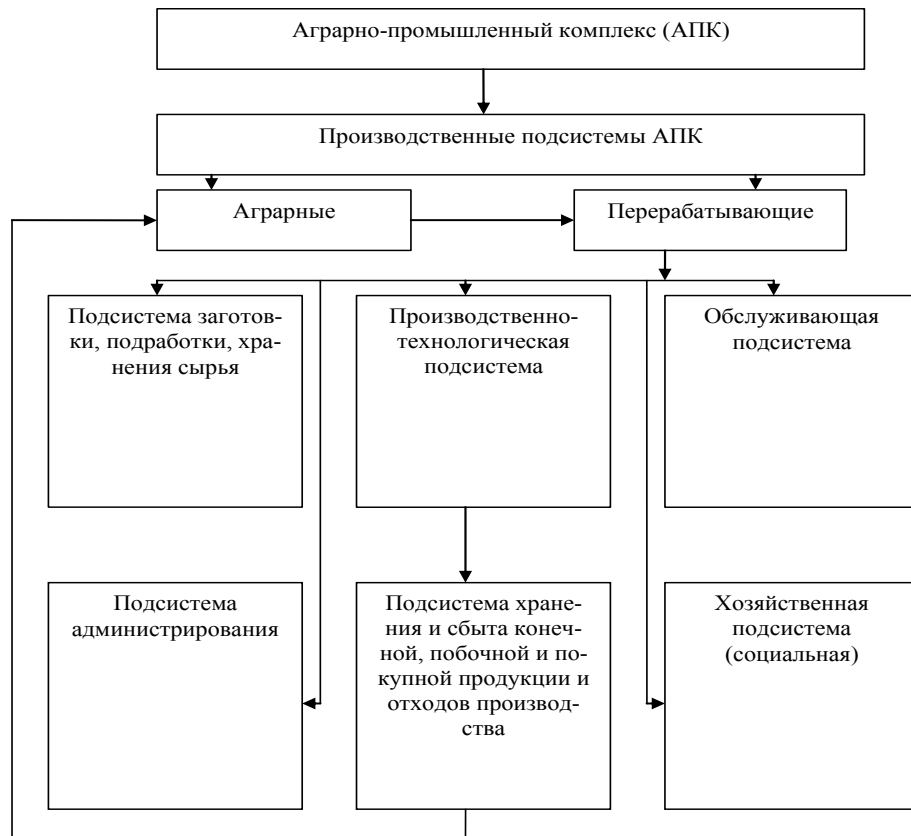 Аграрно-промышленный комплекс (АПК)
Производственные подсистемы АПК
Аграрные
Перерабатывающие
Подсистема заготов-
ки, подработки, хра-
нения сырья
Производственно-
технологическая
подсистема
Обслуживающая
подсистема
Подсистема
администрирования
Подсистема хране-
ния и сбыта конеч-
ной, побочной и по-
купной продукции и
отходов производ-
ства
Хозяйственная
подсистема
(социальная)